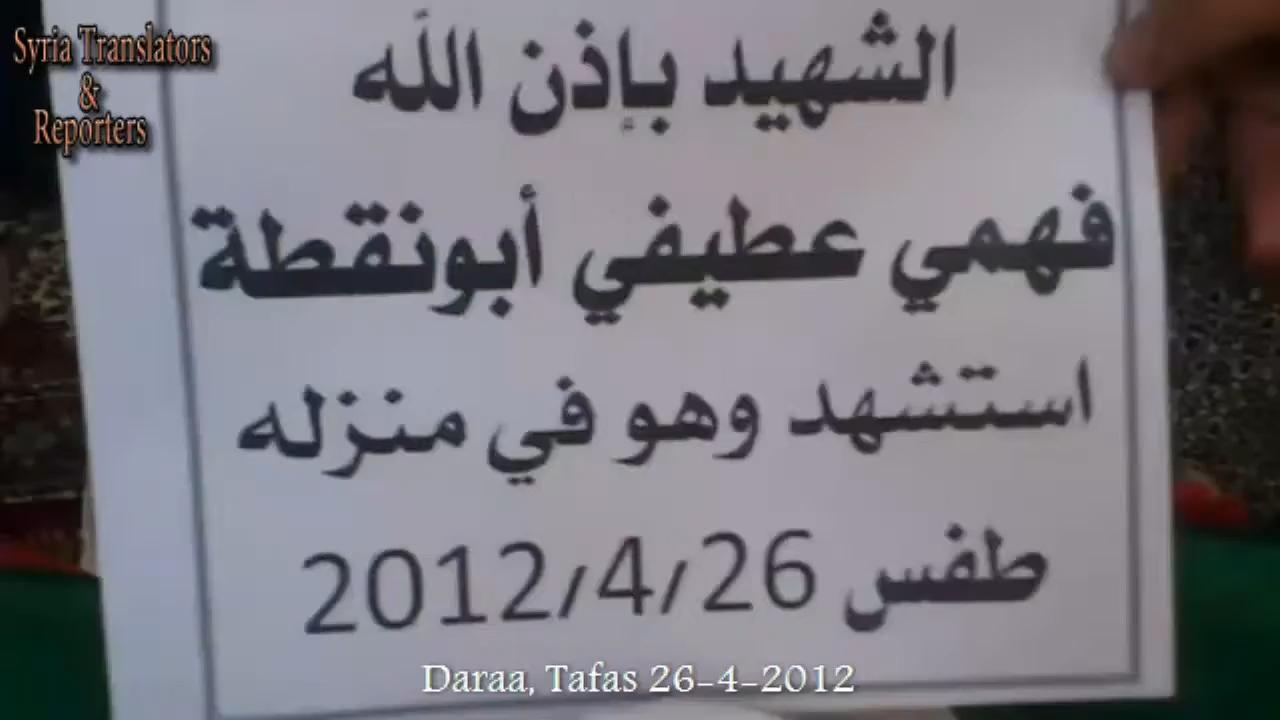 Syria Translators
&
Reporters
الشهيد بإذن الله
فهمي عطيفي أبونقطة
استشهد وهو في منزله
طفس 2012/4/26
Daraa, Tafas 26-4-2012